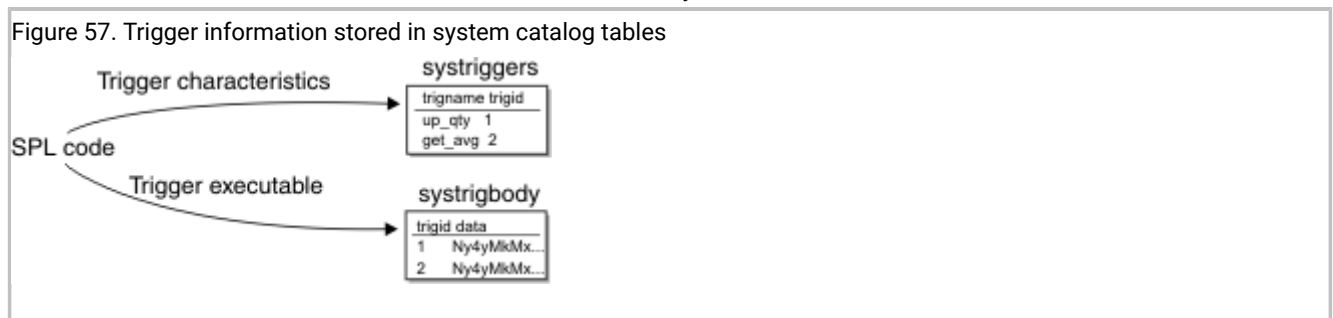 Figure 57. Trigger information stored in system catalog tables
systriggers
Trigger characteristics
trigname trigid
up_qty 1
get_avg 2
SPL code
Trigger executable
systrigbody
trigid data
1 Ny4yMkMx...
2 Ny4yMkMx...